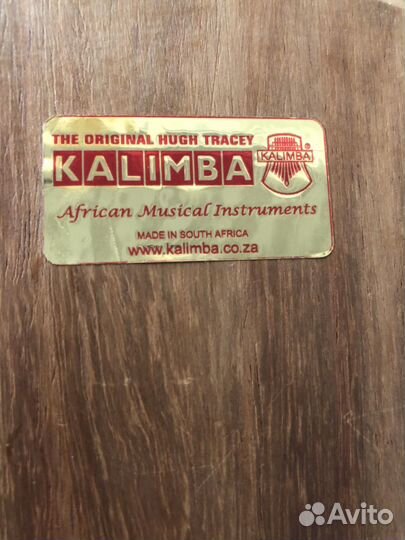 THE ORIGINAL HUGH TRACEY
KALIMBA
KALIMBA ®
African Musical Instruments
MADE IN SOUTH AFRICA
www.kalimba.co.za
Avito